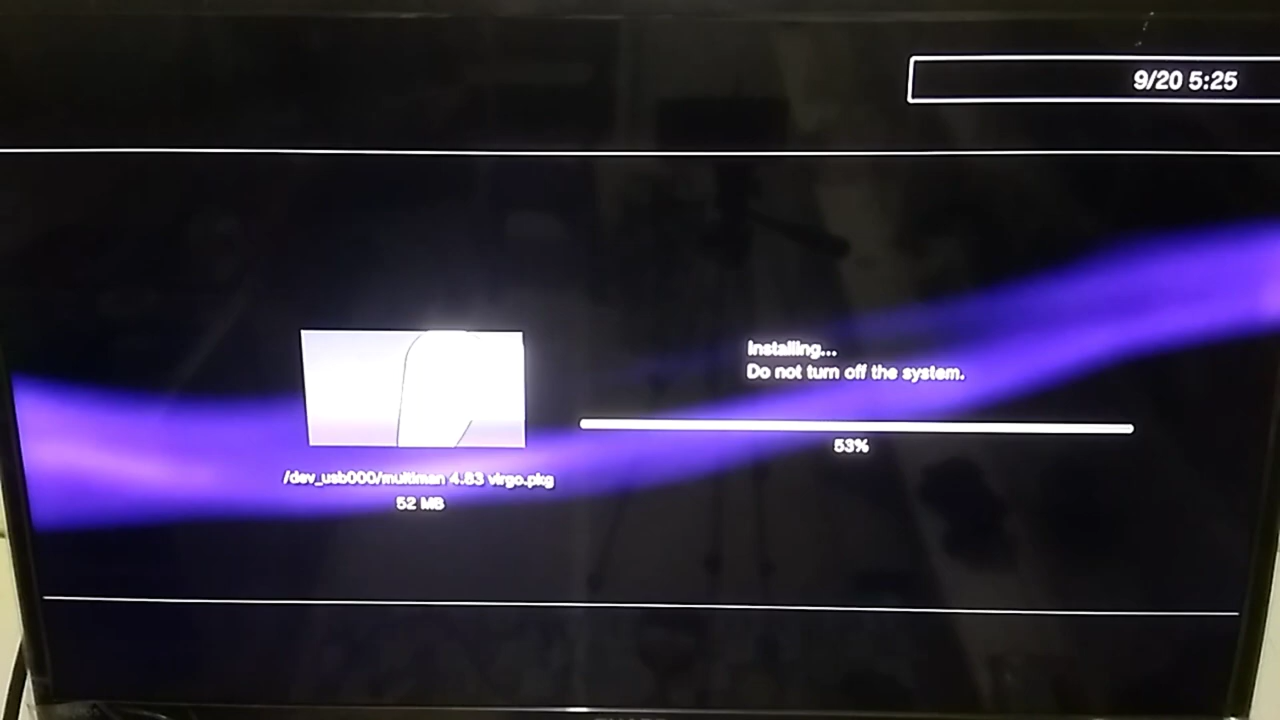 9/20 5:25
Installing...
Do not turn off the system.
53%
/dev_usb000/multiman 4.83 virgo.pkg
52 MB